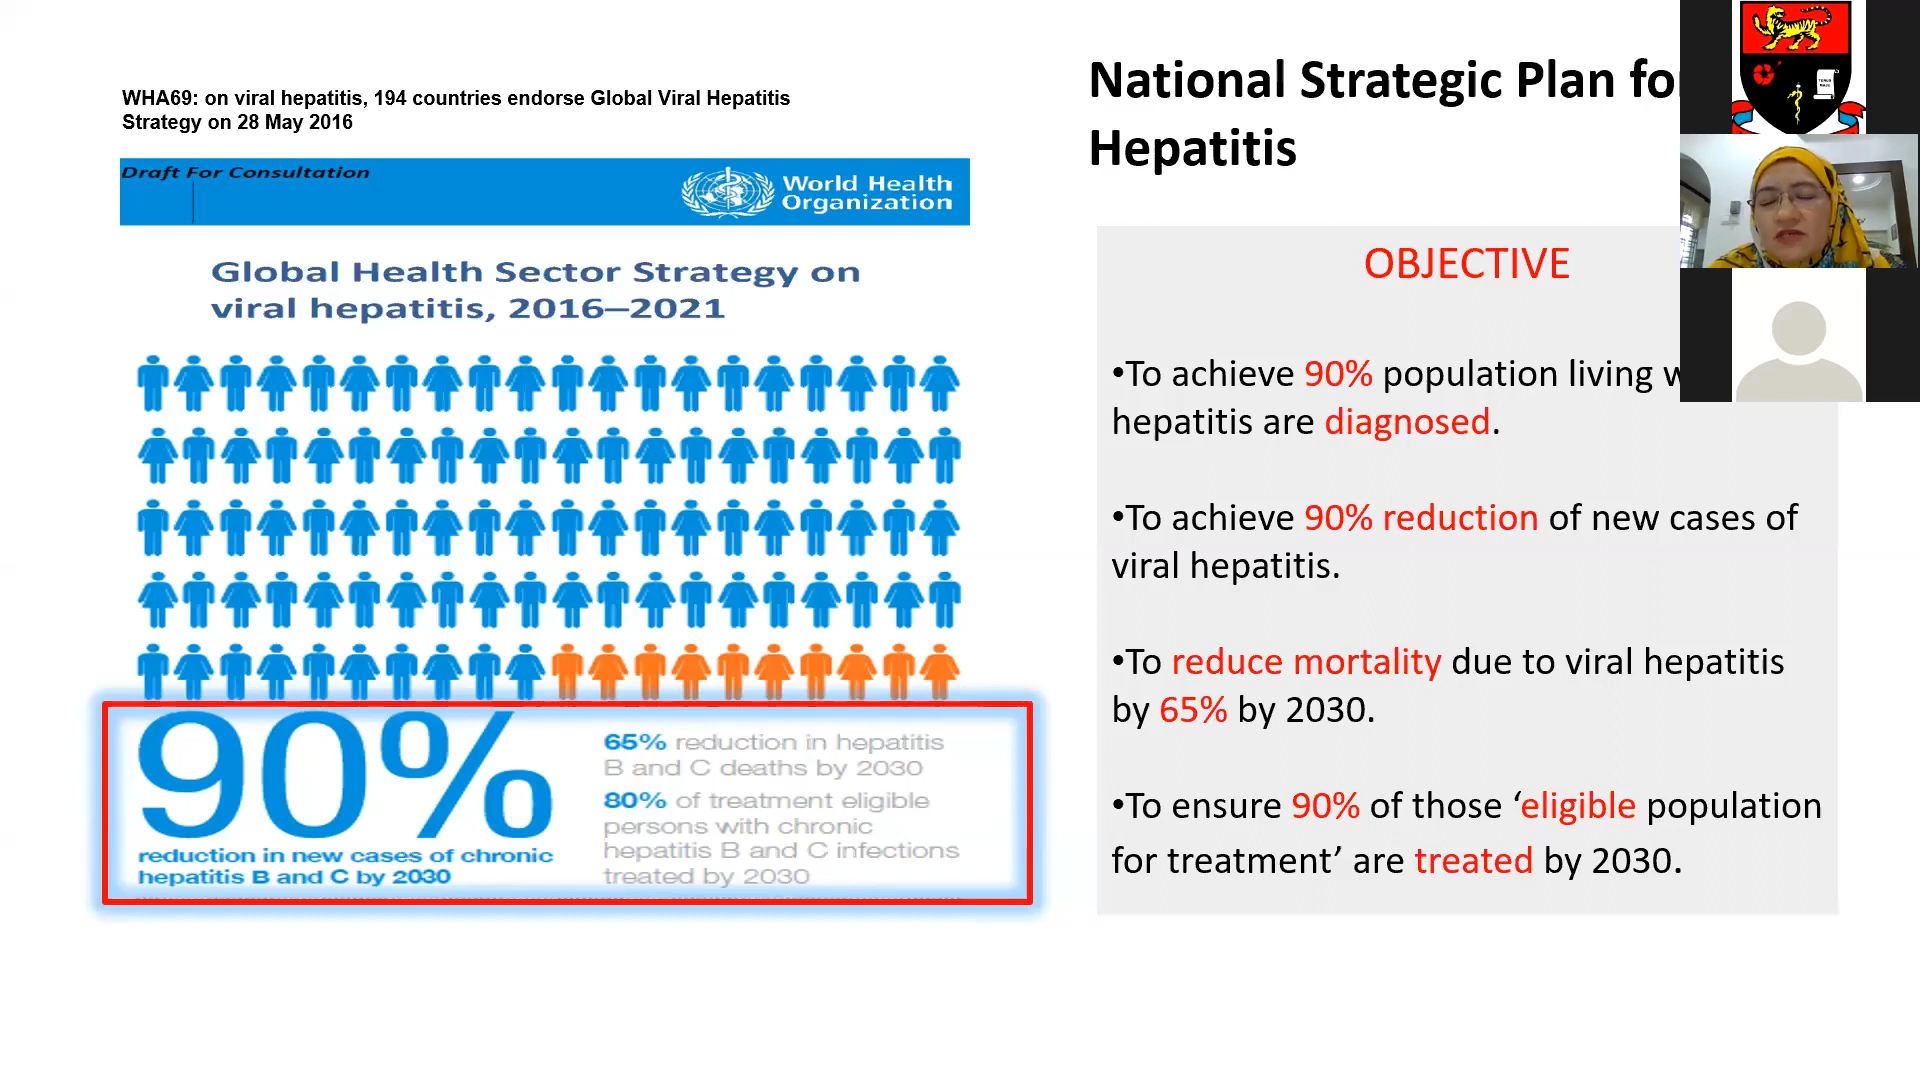 WHA69: on viral hepatitis, 194 countries endorse Global Viral Hepatitis
Strategy on 28 May 2016
Draft For Consultation
World Health
Organization
Global Health Sector Strategy on
viral hepatitis, 2016–2021
90%
reduction in new cases of chronic
hepatitis B and C by 2030
65% reduction in hepatitis
B and C deaths by 2030
80% of treatment eligible
persons with chronic
hepatitis B and C infections
treated by 2030
National Strategic Plan fo
Hepatitis
OBJECTIVE
•To achieve 90% population living
hepatitis are diagnosed.
•To achieve 90% reduction of new cases of
viral hepatitis.
•To reduce mortality due to viral hepatitis
by 65% by 2030.
•To ensure 90% of those ‘eligible population
for treatment’ are treated by 2030.